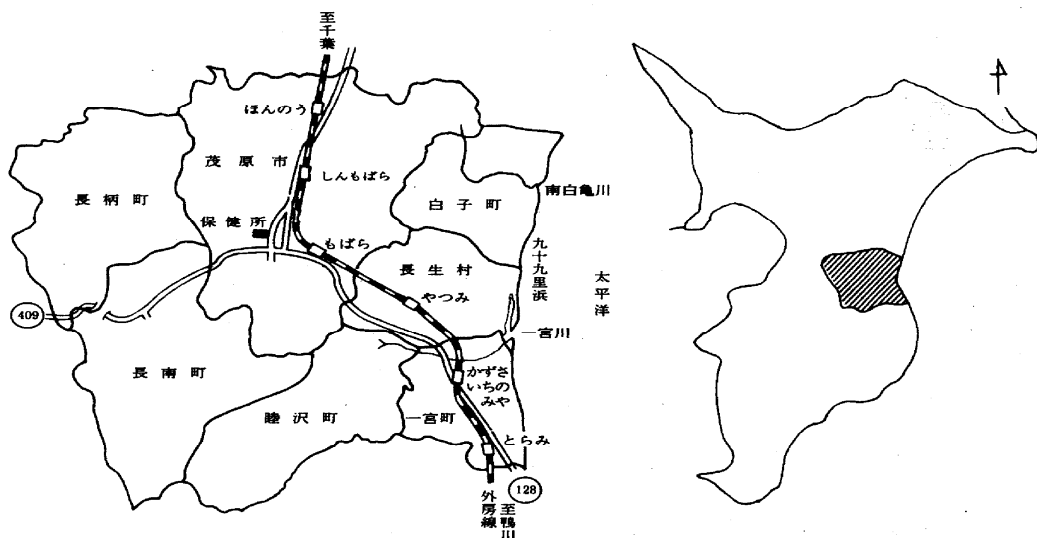 至千葉
ほんのう
茂原市
しんもばら
長柄町
南白亀川
白子町
保健所
もばら
九十九里浜
長生村
太平洋
やつみ
409
一宮川
長南町
かずさ
いちの
みや
睦沢町
一宮町
とらみ
128
外房線
至鴨川